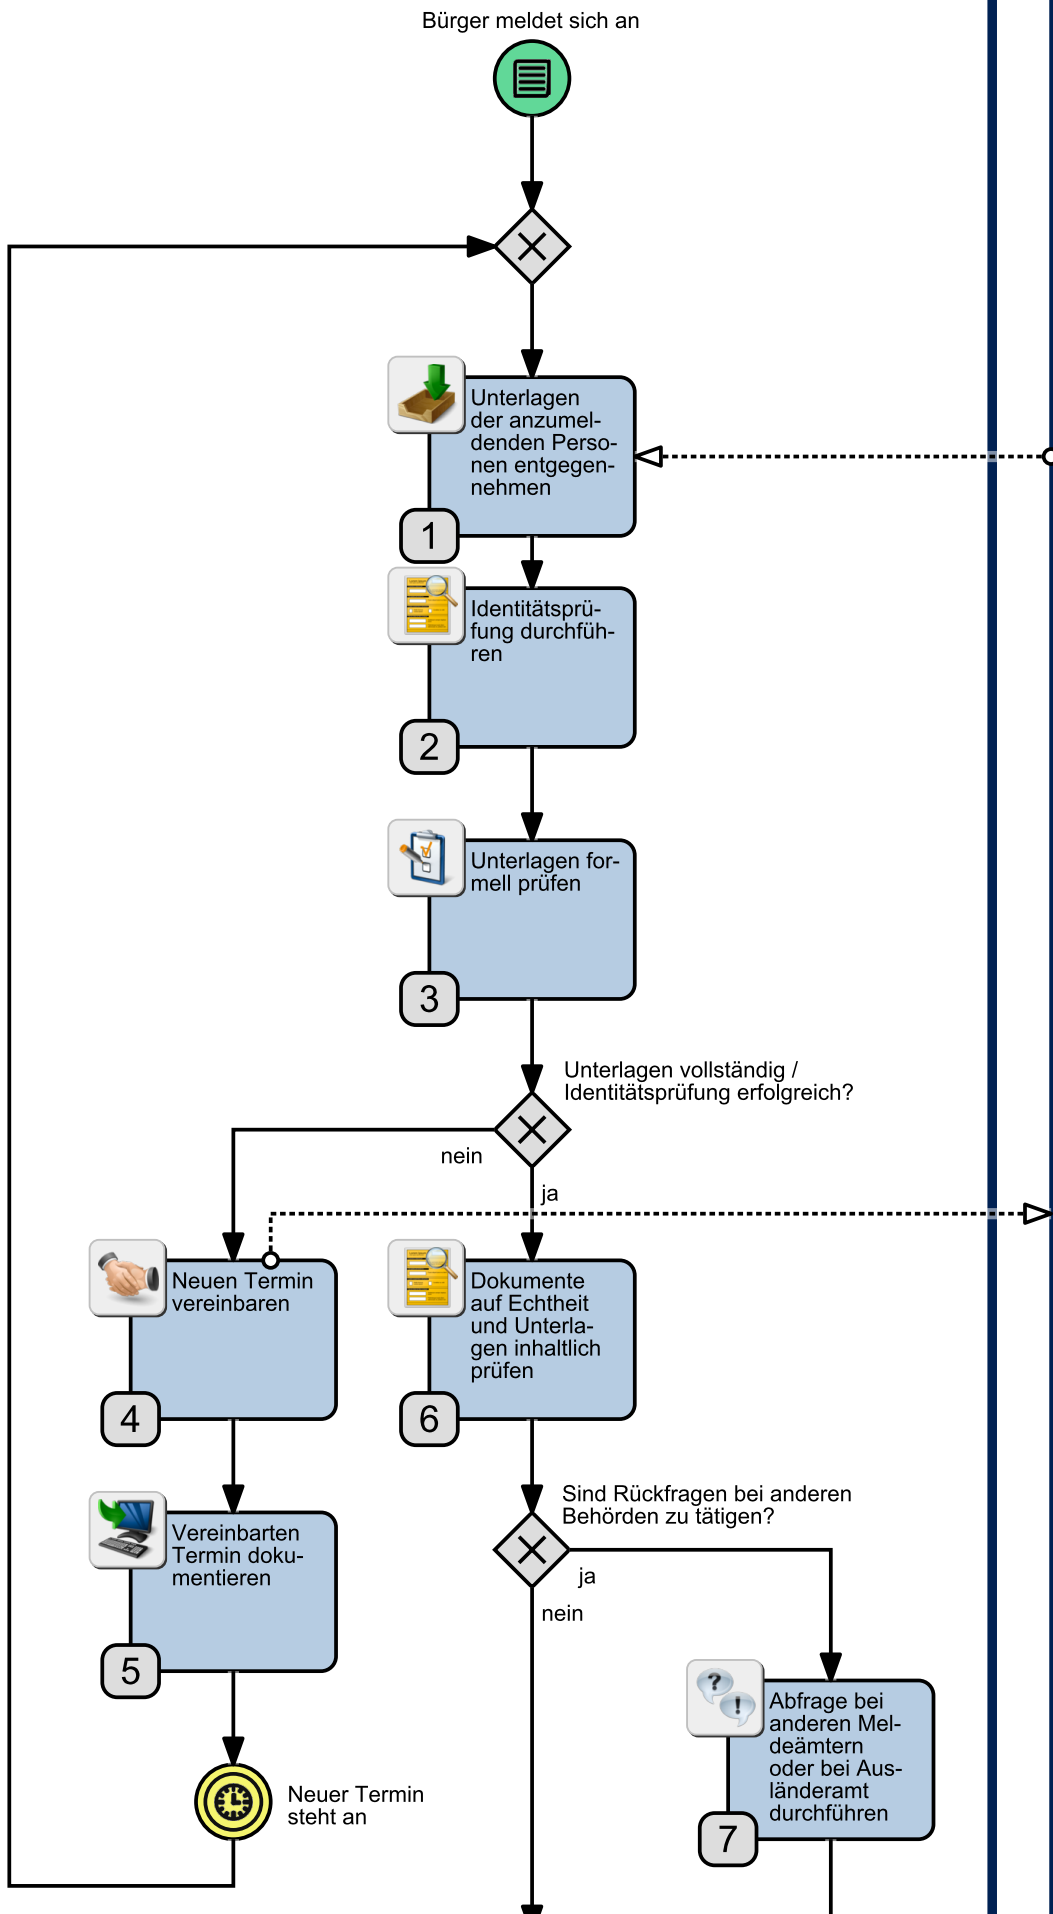 Bürger meldet sich an
Unterlagen
der anzumel-
denden Perso-
nen entgegen-
nehmen
1
Identitätsprü-
fung durchfüh-
ren
2
Unterlagen for-
mell prüfen
3
Unterlagen vollständig /
Identitätsprüfung erfolgreich?
nein
ja
Neuen Termin
vereinbaren
4
Dokumente
auf Echtheit
und Unterla-
gen inhaltlich
prüfen
6
Sind Rückfragen bei anderen
Behörden zu tätigen?
ja
nein
Vereinbarten
Termin doku-
mentieren
5
Abfrage bei
anderen Mel-
deämtern
oder bei Aus-
länderamt
durchführen
7
Neuer Termin
steht an